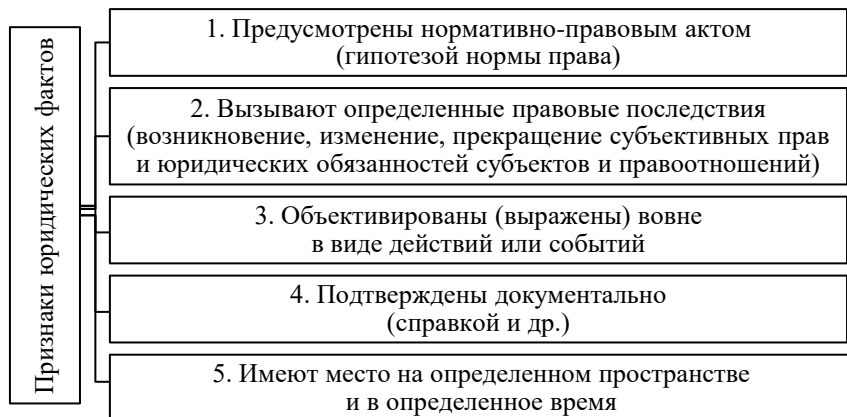 Признаки юридических фактов
1. Предусмотрены нормативно-правовым актом
(гипотезой нормы права)
2. Вызывают определенные правовые последствия
(возникновение, изменение, прекращение субъективных прав
и юридических обязанностей субъектов и правоотношений)
3. Объективированы (выражены) вовне
в виде действий или событий
4. Подтверждены документально
(справкой и др.)
5. Имеют место на определенном пространстве
и в определенное время